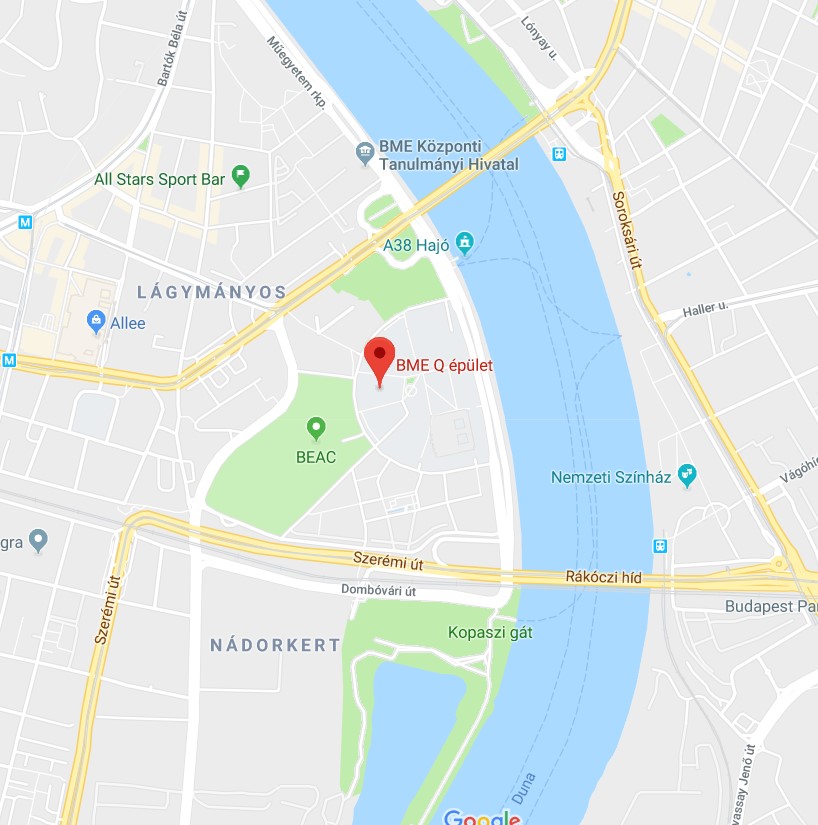 Bartók Béla út
Műegyetem rkp.
Lónyay u.
BME Központi
Tanulmányi Hivatal
All Stars Sport Bar
Soroksári út
M
A38 Hajó
LÁGYMÁNYOS
Haller u.
Allee
M
BME Q épület
BEAC
Nemzeti Színház
Vágóhíd
gra
Szerémi út
Rákóczi híd
Dombóvári út
Szerémi út
Budapest Par
Kopaszi gát
NÁDORKERT
Duna
vassay Jenő út
Google